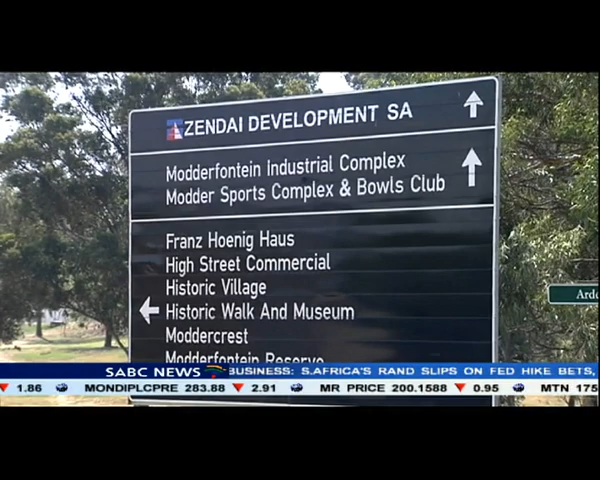 ZENDAI DEVELOPMENT SA
Modderfontein Industrial Complex
Modder Sports Complex & Bowls Club
Franz Hoenig Haus
High Street Commercial
Historic Village
Historic Walk And Museum
Moddercrest
Modderfontein Reserve
Arde
SABC NEWS
BUSINESS: S.AFRICA'S RAND SLIPS ON FED HIKE BETS,
1.86 MONDIPLCPRE 283.88 2.91 MR PRICE 200.1588 0.95 MTN 175